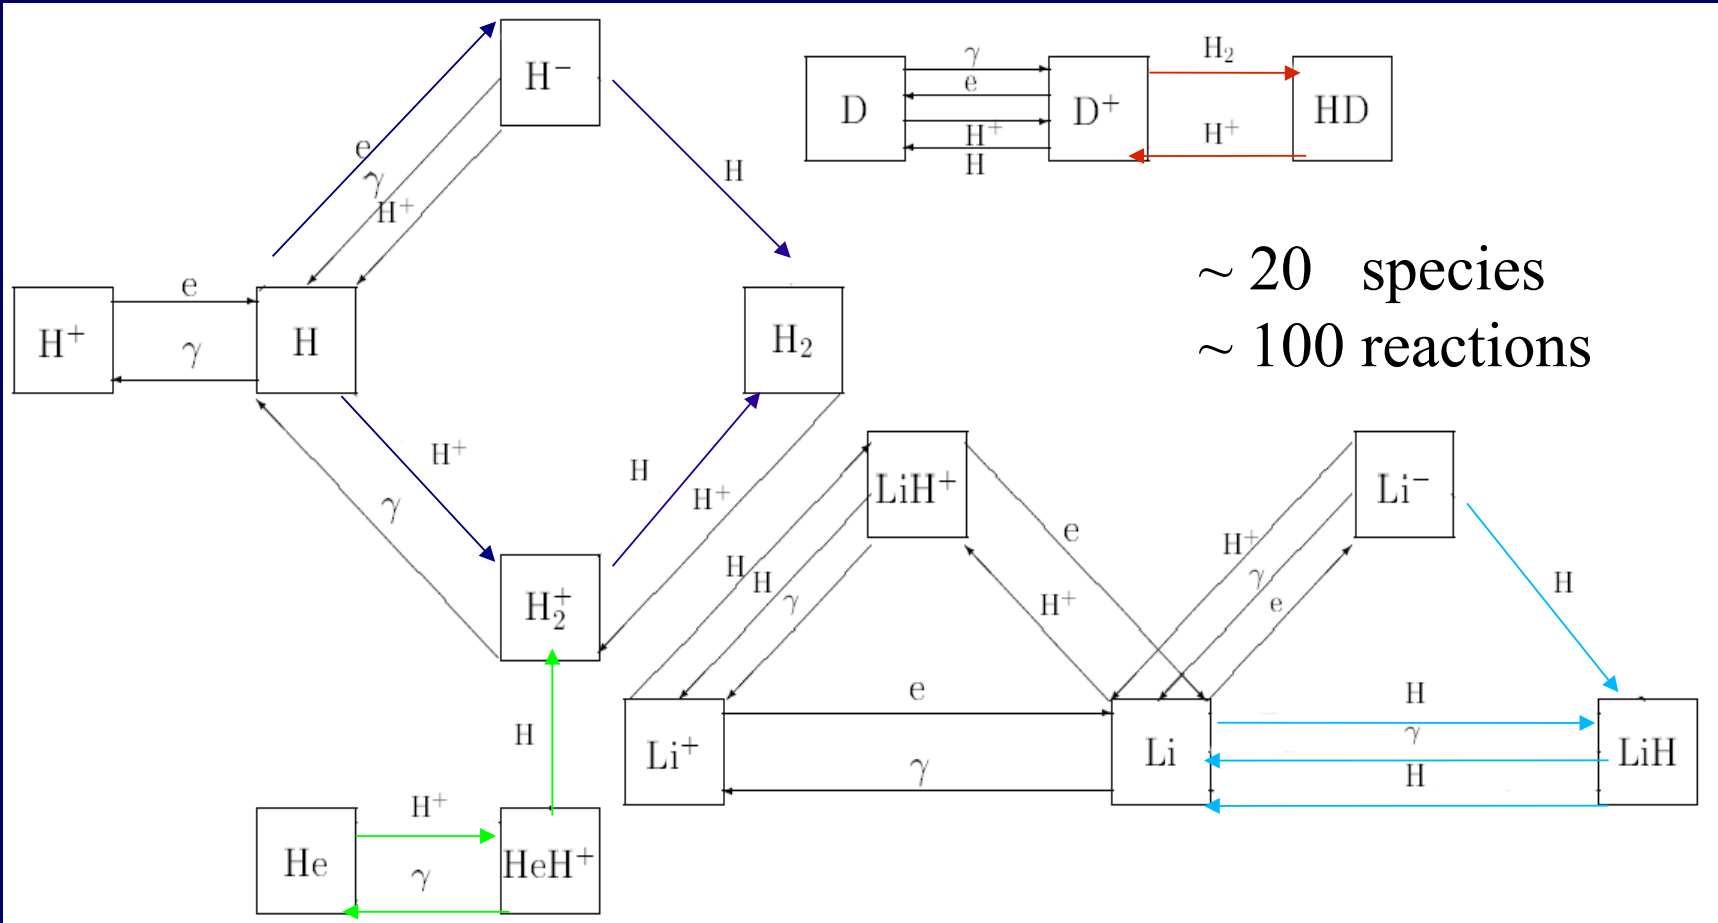 H⁻
γ
H₂
e
D
D⁺
HD
H⁺
H⁺
H
e
γ
H⁺
H
~ 20 species
~ 100 reactions
e
H⁺
H
H₂
γ
H⁺
H
γ
H⁺
LiH⁺
Li⁻
H₂⁺
H
H
γ
e
H⁺
H⁺
γ
e
H
H
e
H
Li⁺
Li
γ
LiH
γ
H
H⁺
He
HeH⁺
γ